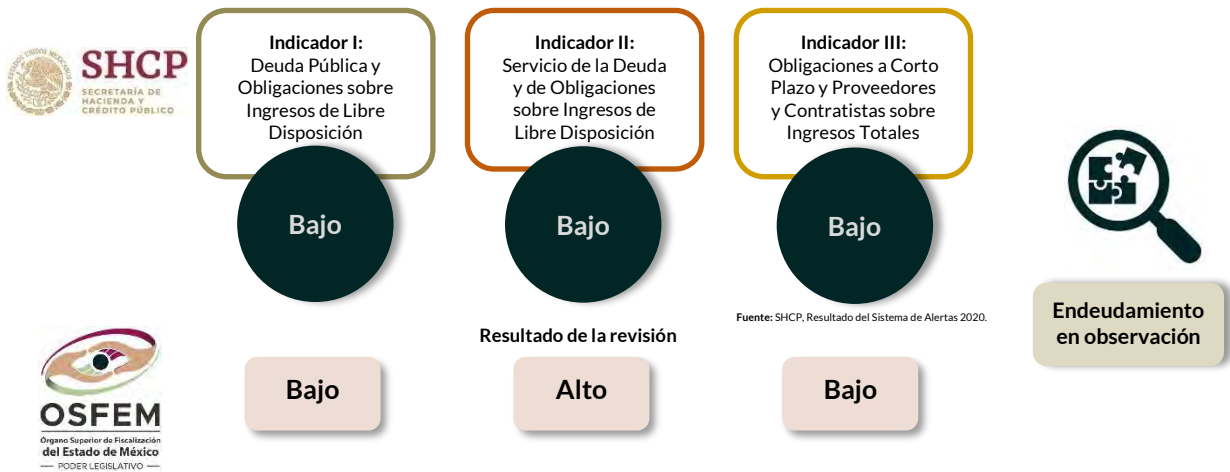 SHCP
SECRETARÍA DE
HACIENDA Y
CRÉDITO PÚBLICO
Indicador I:
Deuda Pública y
Obligaciones sobre
Ingresos de Libre
Disposición
Indicador II:
Servicio de la Deuda
y de Obligaciones
sobre Ingresos de
Libre Disposición
Indicador III:
Obligaciones a Corto
Plazo y Proveedores
y Contratistas sobre
Ingresos Totales
Bajo
Bajo
Bajo
Fuente: SHCP, Resultado del Sistema de Alertas 2020.
Endeudamiento
en observación
Resultado de la revisión
OSFEM
Órgano Superior de Fiscalización
del Estado de México
PODER LEGISLATIVO
Bajo
Alto
Bajo